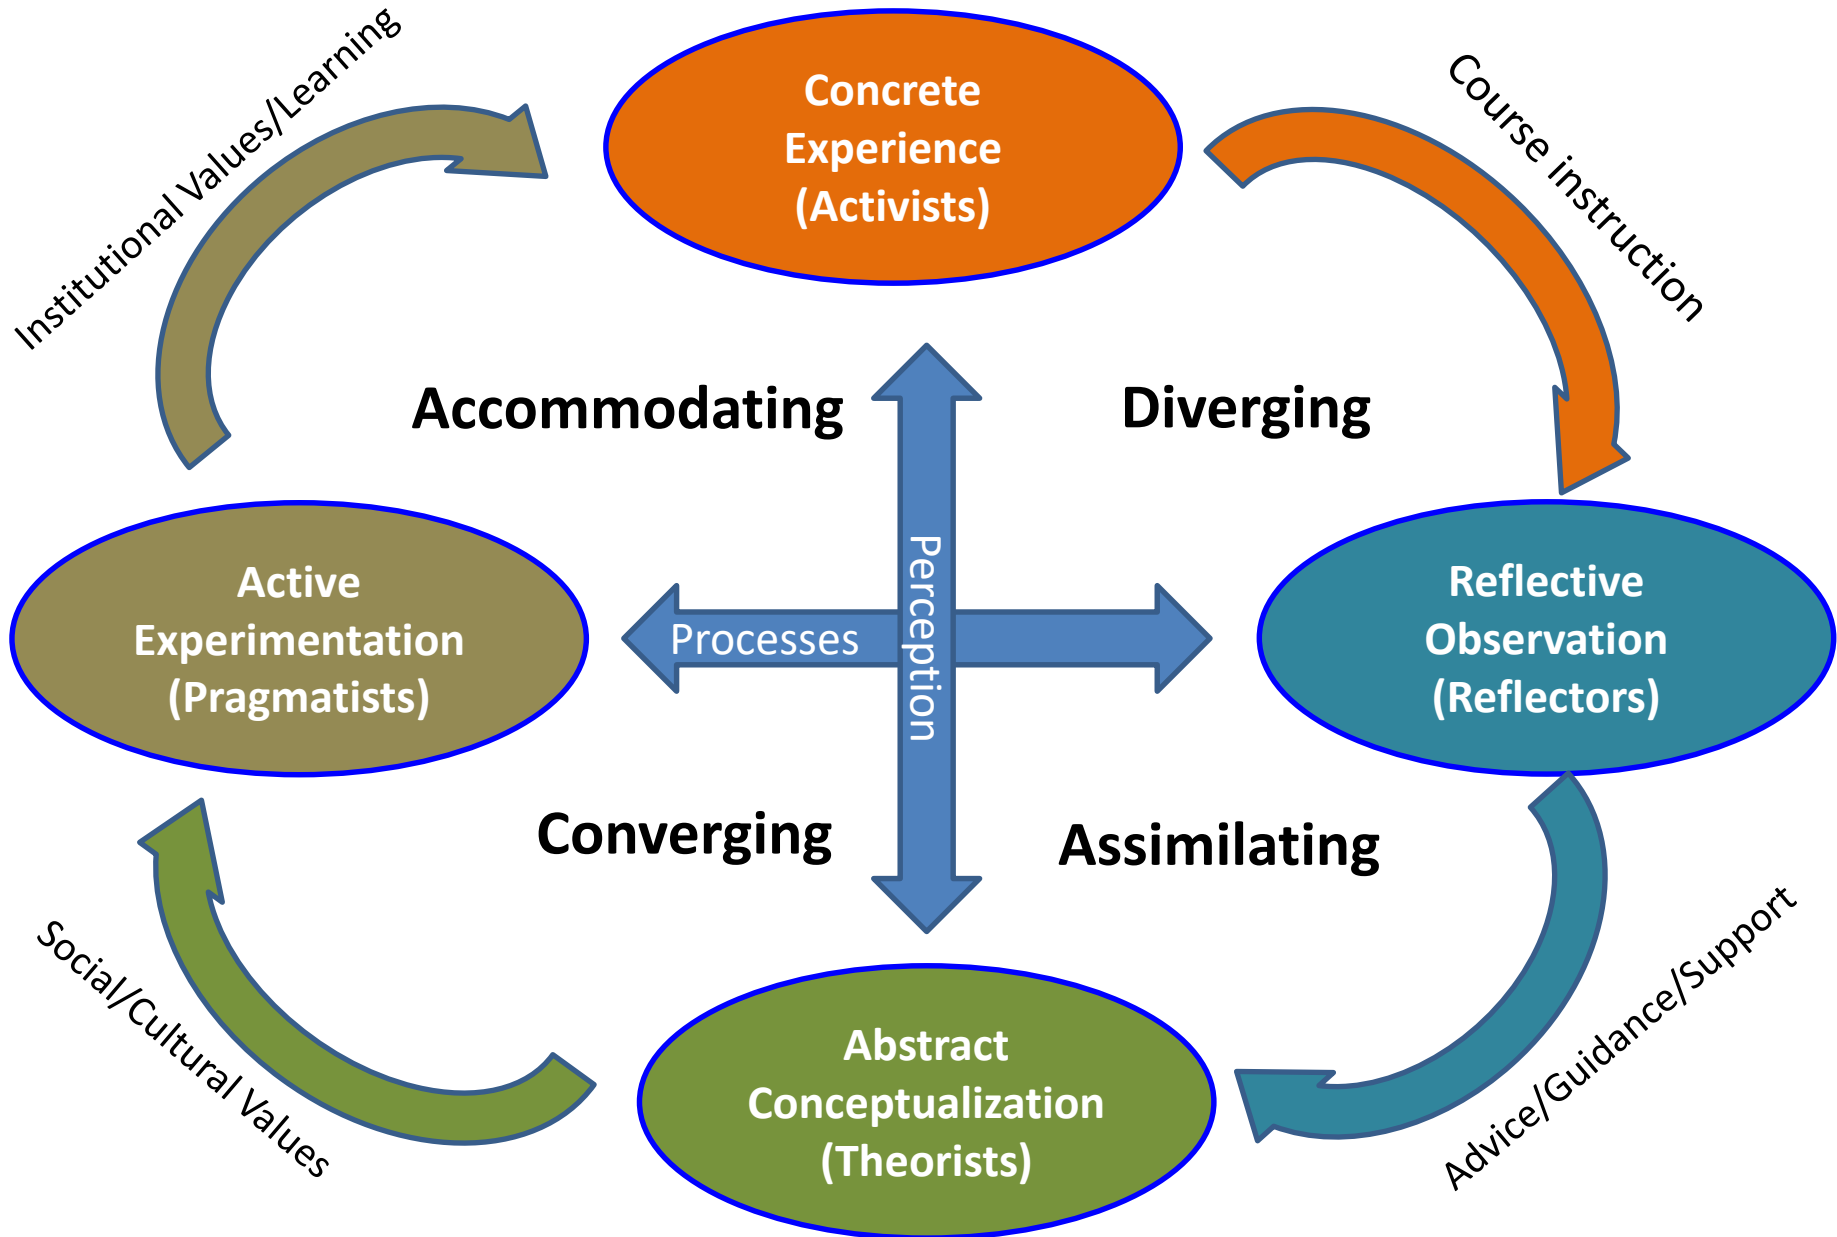 Institutional Values/Learning
Concrete
Experience
(Activists)
Course instruction
Accommodating
Diverging
Active
Experimentation
(Pragmatists)
Processes
Perception
Reflective
Observation
(Reflectors)
Converging
Assimilating
Social/Cultural Values
Abstract
Conceptualization
(Theorists)
Advice/Guidance/Support